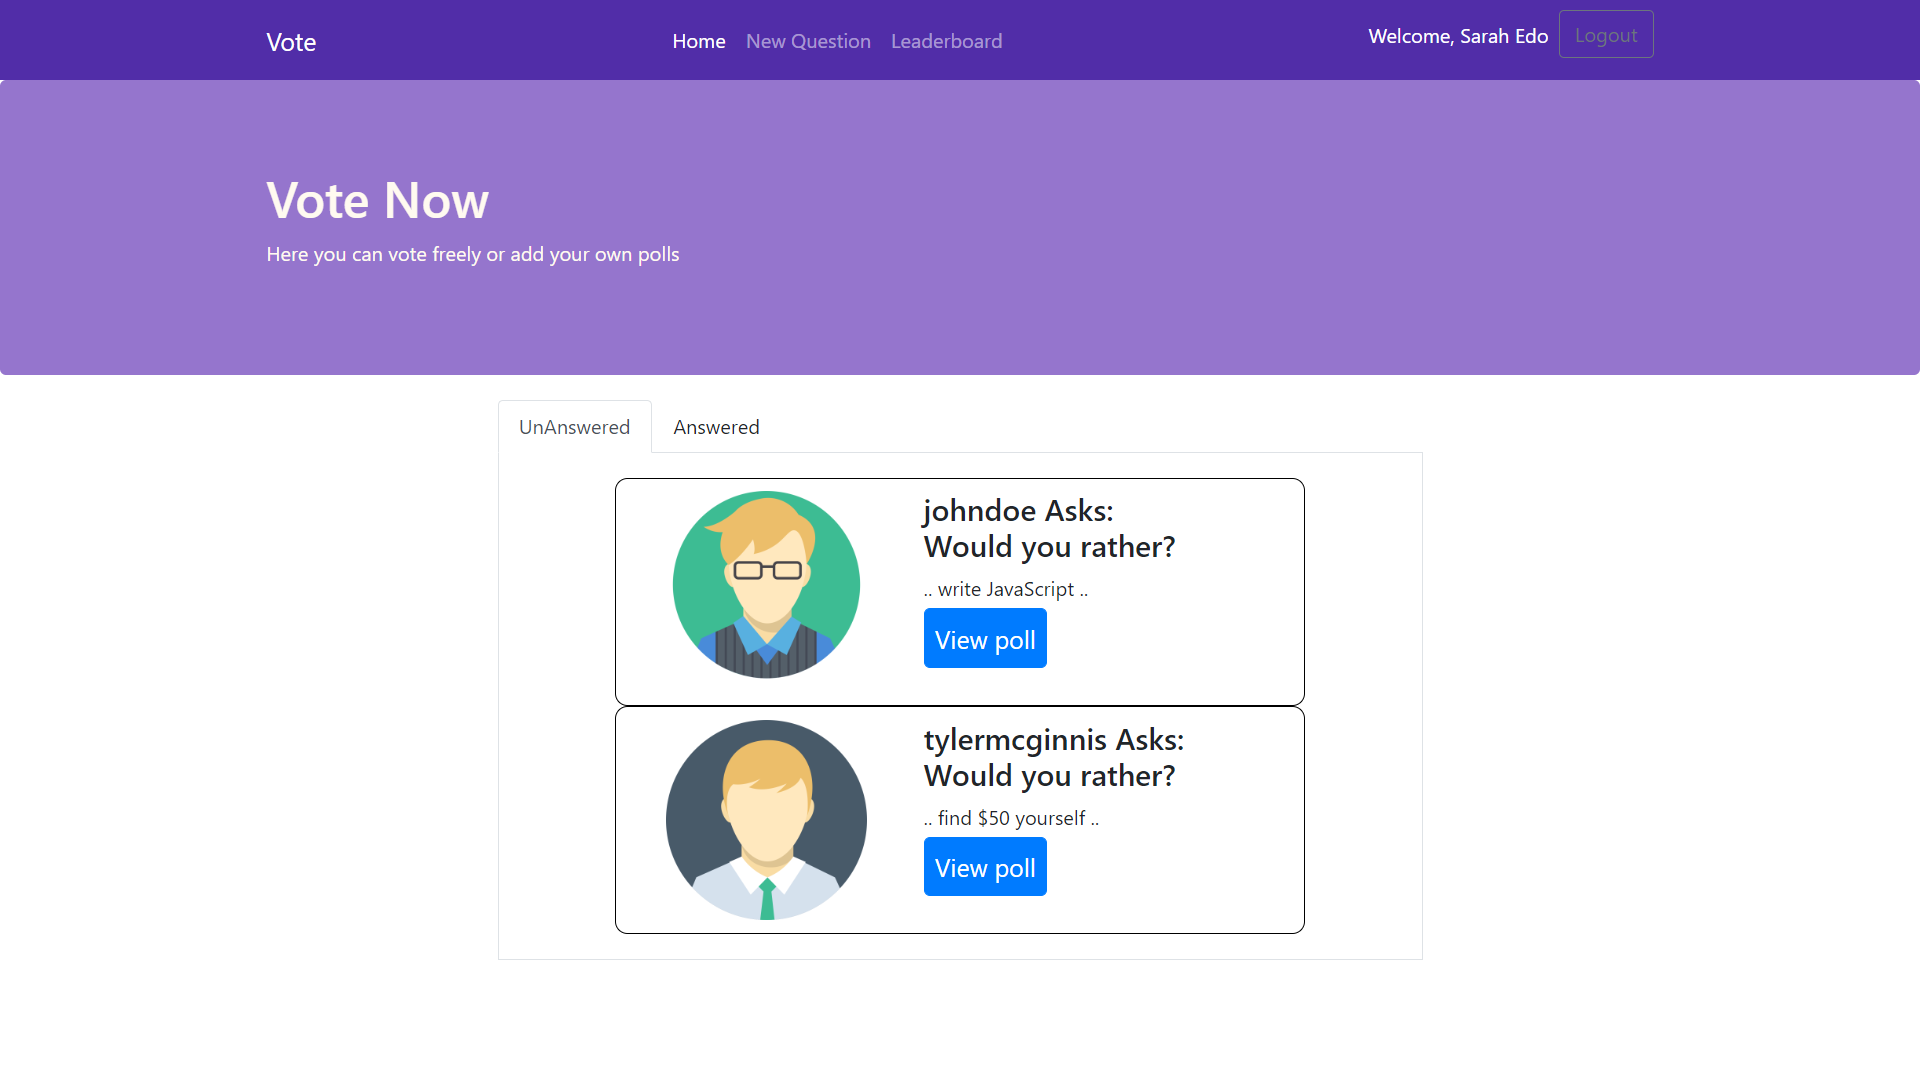 Vote
Home New Question Leaderboard
Welcome, Sarah Edo Logout
Vote Now
Here you can vote freely or add your own polls
UnAnswered Answered
johndoe Asks:
Would you rather?
.. write JavaScript ..
View poll
tylermcginnis Asks:
Would you rather?
.. find $50 yourself ..
View poll